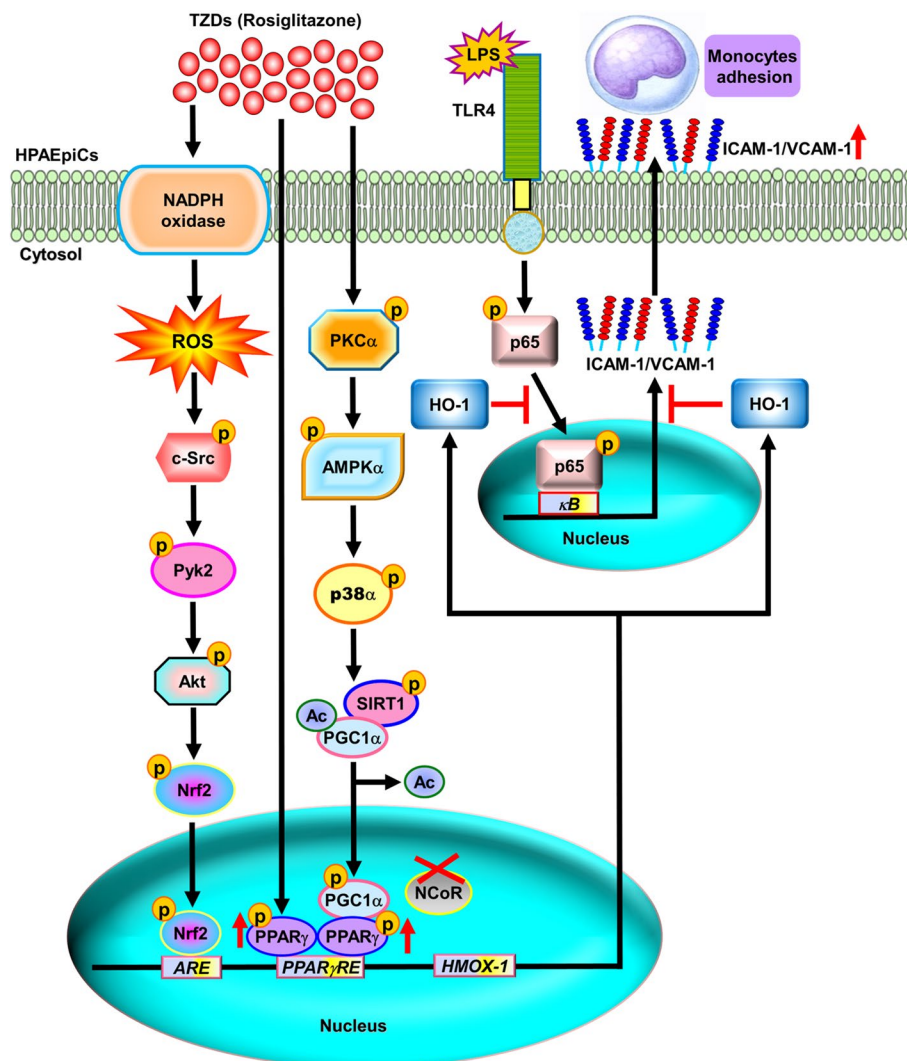 TZDs (Rosiglitazone)
LPS
TLR4
Monocytes
adhesion
ICAM-1/VCAM-1
HPAEpiCs
NADPH
oxidase
Cytosol
ROS
p
PKCα
p
p65
ICAM-1/VCAM-1
HO-1
HO-1
p
c-Src
p
AMPKα
p
p65
κB
Nucleus
p
Pyk2
p
p38α
p
Akt
p
SIRT1
Ac
PGC1α
p
Nrf2
Ac
p
PGC1α
NCoR
p
Nrf2
p
PPARγ
p
PPARγ
ARE
PPARγRE
HMOX-1
Nucleus